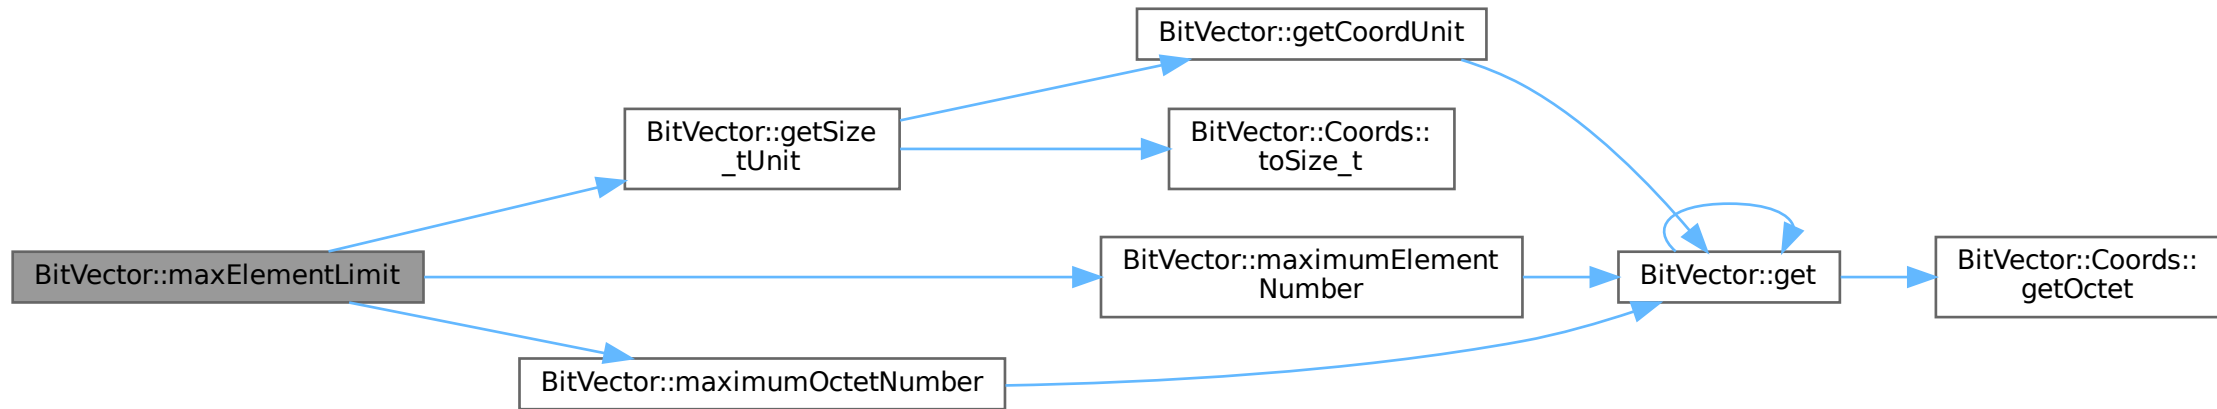 BitVector::getCoordUnit
BitVector::getSize
_tUnit
BitVector::Coords::
toSize_t
BitVector::maxElementLimit
BitVector::maximumElement
Number
BitVector::get
BitVector::Coords::
getOctet
BitVector::maximumOctetNumber